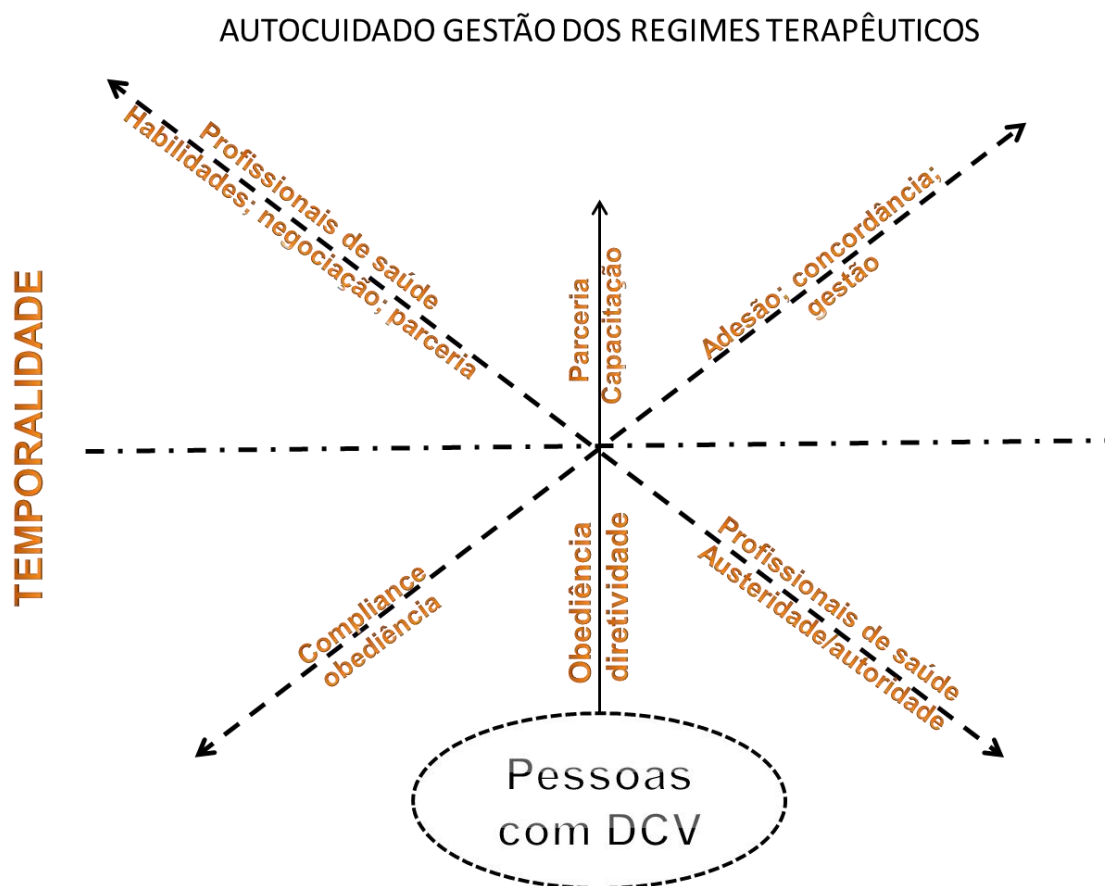 AUTOCUIDADO GESTÃO DOS REGIMES TERAPÊUTICOS
Profissionais de saúde
Habilidades; negociação; parceria
Adesão; concordância;
gestão
Parceria
Capacitação
TEMPORALIDADE
Compliance
obediência
Obediência
diretividade
Profissionais de saúde
Austeridade/autoridade
Pessoas
com DCV